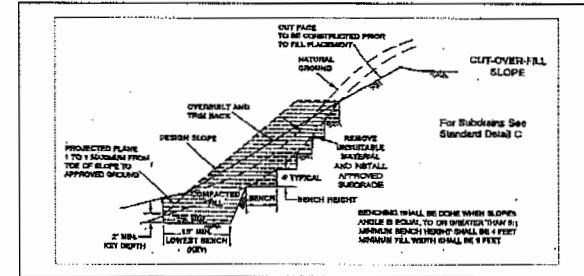 CUT FACE
TO BE CONSTRUCTED PRIOR
TO FILL PLACEMENT
NATURAL
GROUND
CUT-OVER-FILL
SLOPE
OVERBUILT AND
TRIM BACK
For Subdrains See
Standard Detail C
DESIGN SLOPE
REMOVE
UNSUITABLE
MATERIAL
AND INSTALL
APPROVED
SUBGRADE
PROJECTED PLANE
1 TO 1 MAXIMUM FROM
TOE OF SLOPE TO
APPROVED GROUND
TYPICAL
COMPACTED
FILL
BENCH
BENCH HEIGHT
2' MIN.
KEY DEPTH
15' MIN.
LOWEST BENCH
(KEY)
BENCHING SHALL BE DONE WHEN SLOPES
ANGLE IS EQUAL TO OR GREATER THAN 5:1
MINIMUM BENCH HEIGHT SHALL BE 4 FEET
MINIMUM FILL WIDTH SHALL BE 9 FEET